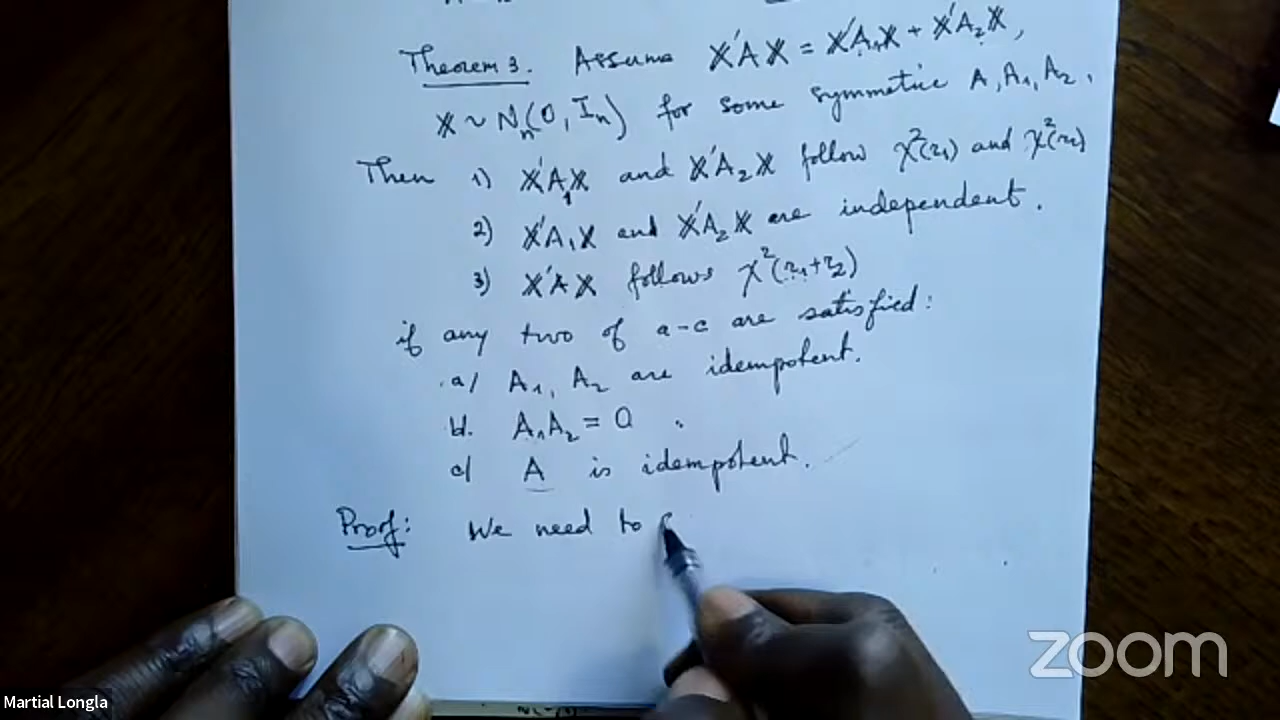 Theorem 3. Assume X'AX = X'A₁X + X'A₂X,
X ~ Nₙ(0, Iₙ) for some symmetric A, A₁, A₂.
Then 1) X'A₁X and X'A₂X follow χ²(r₁) and χ²(r₂)
2) X'A₁X and X'A₂X are independent.
3) X'AX follows χ²(r₁+r₂)
if any two of a-c are satisfied:
a/ A₁, A₂ are idempotent.
b/. A₁A₂ = 0.
c/ A is idempotent.
Proof: We need to
zoom
Martial Longla